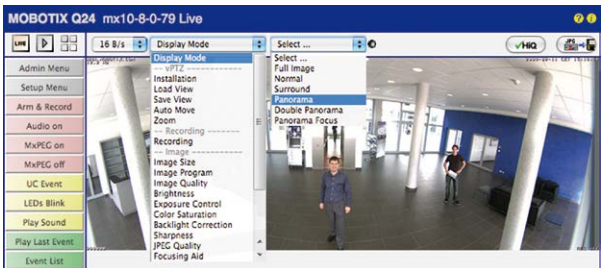 MOBOTIX Q24 mx10-8-0-79 Live
LIVE
16 B/s
Display Mode
Select ...
HiQ
JPG
Admin Menu
Setup Menu
Arm & Record
Audio on
MxPEG on
MxPEG off
UC Event
LEDs Blink
Play Sound
Play Last Event
Event List
Display Mode
-- vPTZ --
Installation
Load View
Save View
Auto Move
Zoom
-- Recording --
Recording
-- Image --
Image Size
Image Program
Image Quality
Brightness
Exposure Control
Color Saturation
Backlight Correction
Sharpness
JPEG Quality
Focusing Aid
Select ...
Full Image
Normal
Surround
Panorama
Double Panorama
Panorama Focus